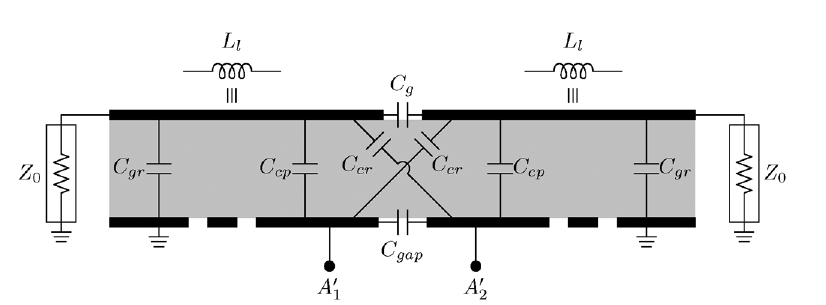 L_l L_l
C_g
Z_0 C_gr C_cp C_cr C_cr C_cp C_gr Z_0
C_gap
A'_1 A'_2